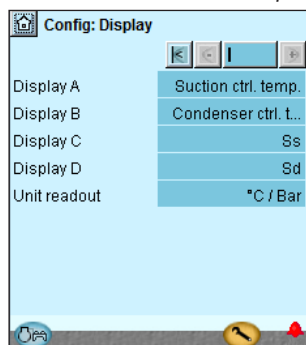 Config: Display
Display A Suction ctrl. temp.
Display B Condenser ctrl. t...
Display C Ss
Display D Sd
Unit readout °C / Bar